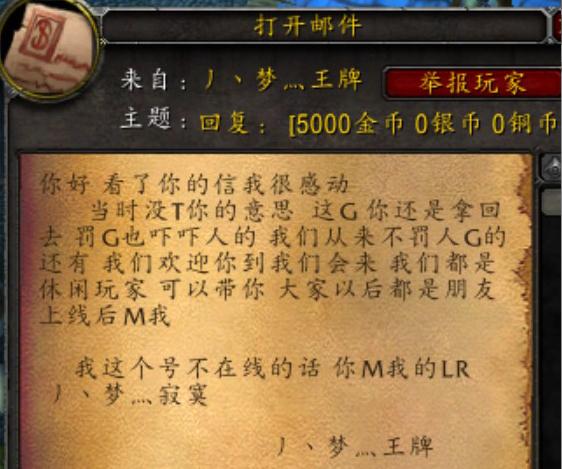 打开邮件
来自：丿丶梦灬王牌
举报玩家
主题：回复：[5000金币 0银币 0铜币
你好 看了你的信我很感动
当时没T你的意思 这G 你还是拿回
去 罚G也吓吓人的 我们从来不罚人G的
还有 我们欢迎你到我们会来 我们都是
休闲玩家 可以带你 大家以后都是朋友
上线后M我
我这个号不在线的话 你M我的LR
丿丶梦灬寂寞
丿丶梦灬王牌